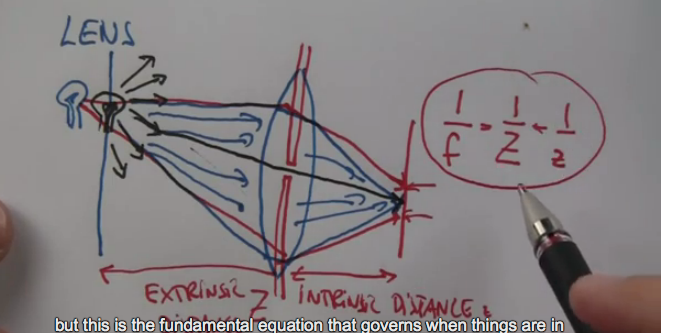 LENS
1/f = 1/Z + 1/z
EXTRINSIC Z INTRINSIC DISTANCE z
but this is the fundamental equation that governs when things are in